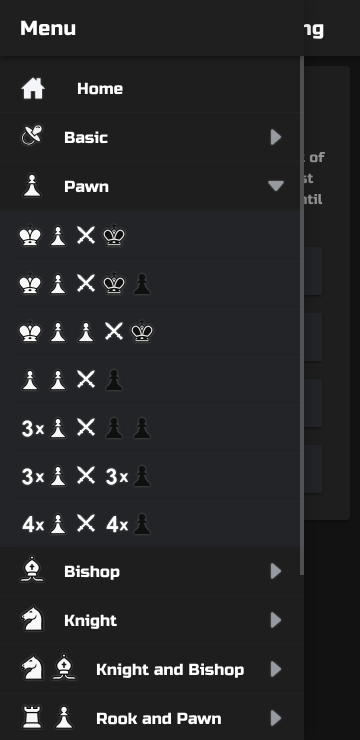 Menu
ng
Home
Basic
of
Pawn
st
ntil
3x
3x 3x
4x 4x
Bishop
Knight
Knight and Bishop
Rook and Pawn